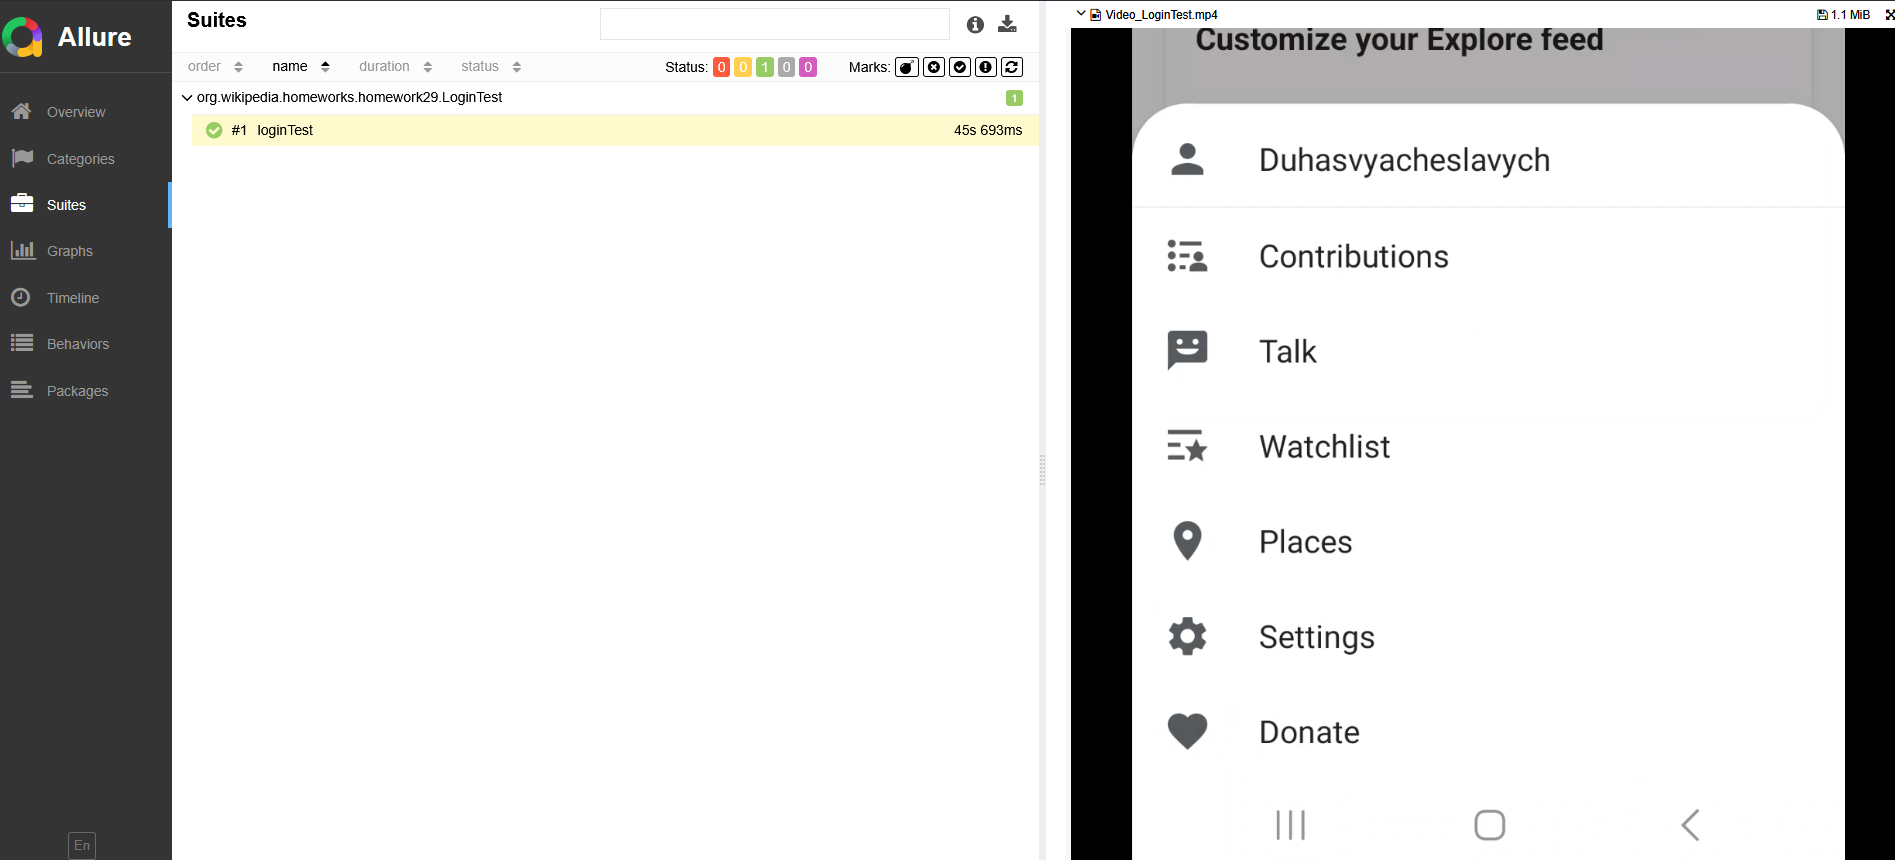 Allure
Overview
Categories
Suites
Graphs
Timeline
Behaviors
Packages
En
Suites
order name duration status Status: 0 0 1 0 0 Marks:
org.wikipedia.homeworks.homework29.LoginTest 1
#1 loginTest 45s 693ms
Video_LoginTest.mp4 1.1 MiB
Customize your Explore feed
Duhasvyacheslavych
Contributions
Talk
Watchlist
Places
Settings
Donate